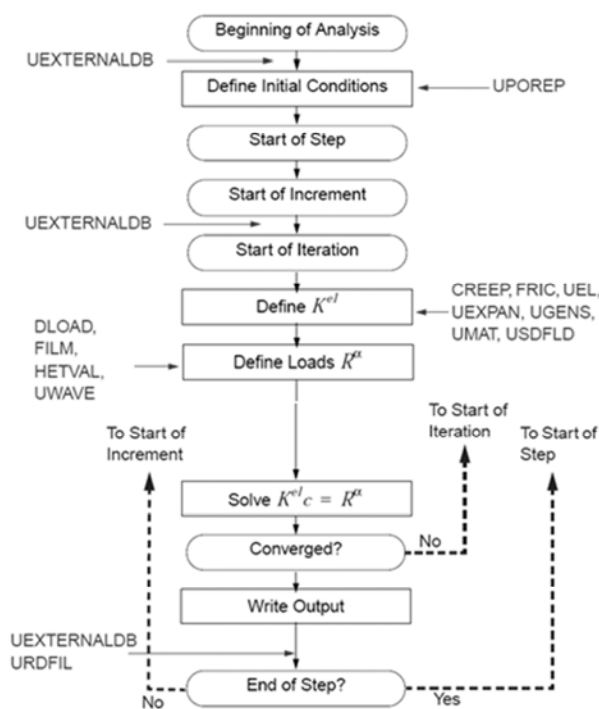 Beginning of Analysis
UEXTERNALDB
Define Initial Conditions
UPOREP
Start of Step
Start of Increment
UEXTERNALDB
Start of Iteration
Define K^el
CREEP, FRIC, UEL,
UEXPAN, UGENS,
UMAT, USDFLD
DLOAD,
FILM,
HETVAL,
UWAVE
Define Loads R^α
To Start of
Increment
To Start of
Iteration
To Start of
Step
Solve K^el c = R^α
Converged?
No
Write Output
UEXTERNALDB
URDFIL
End of Step?
No
Yes